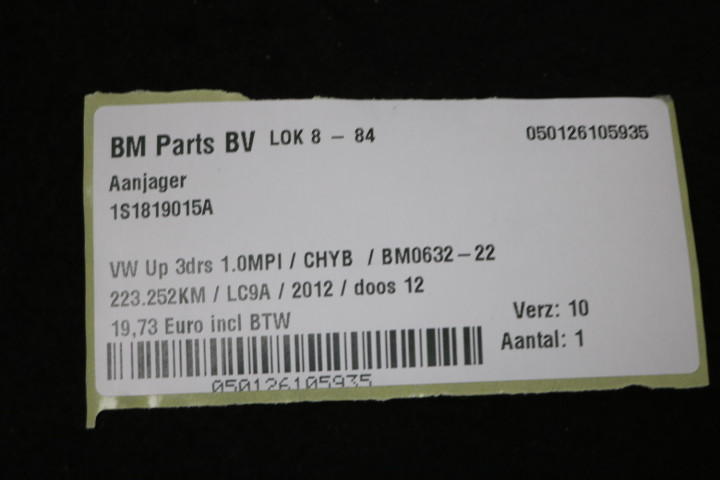 BM Parts BV LOK 8 - 84 050126105935
Aanjager
1S1819015A
VW Up 3drs 1.0MPI / CHYB / BM0632-22
223.252KM / LC9A / 2012 / doos 12
19,73 Euro incl BTW
Verz: 10
Aantal: 1
050126105935